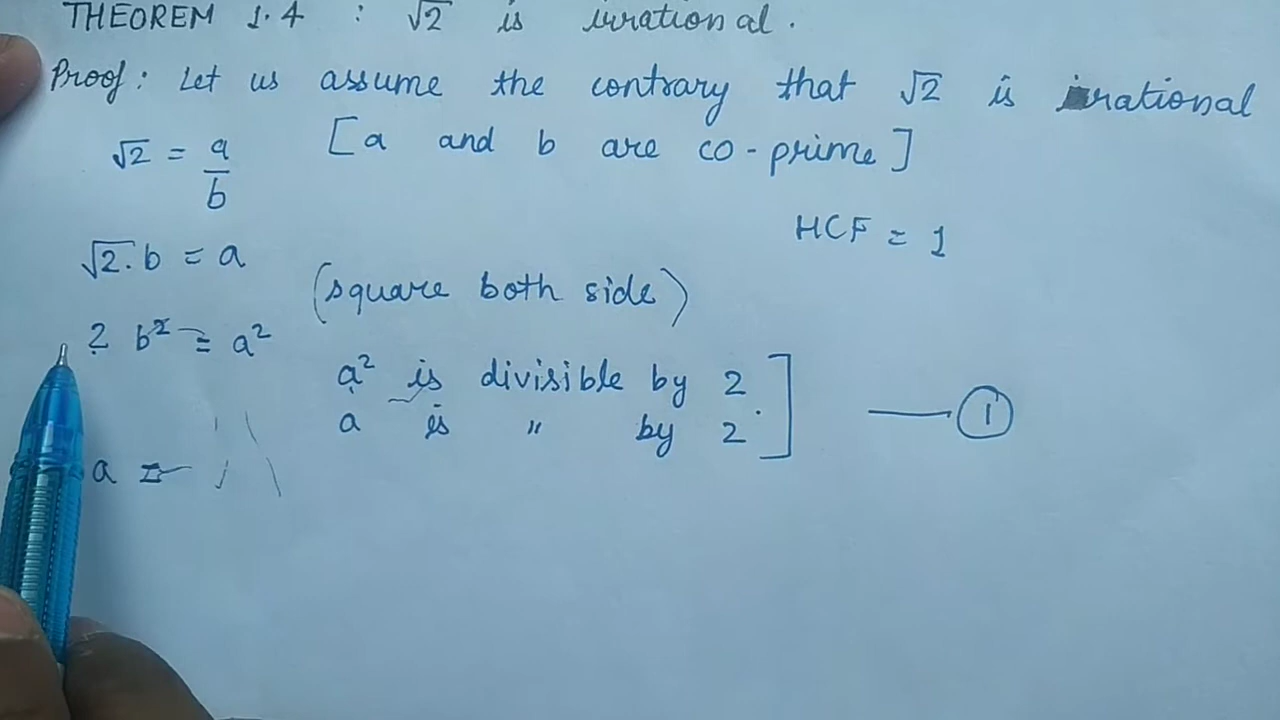 THEOREM 1.4 : √2 is irrational.
Proof : Let us assume the contrary that √2 is rational
√2 = a/b [a and b are co-prime]
HCF = 1
√2.b = a
(square both side)
2 b² = a²
a² is divisible by 2
a is " by 2.
1
a =